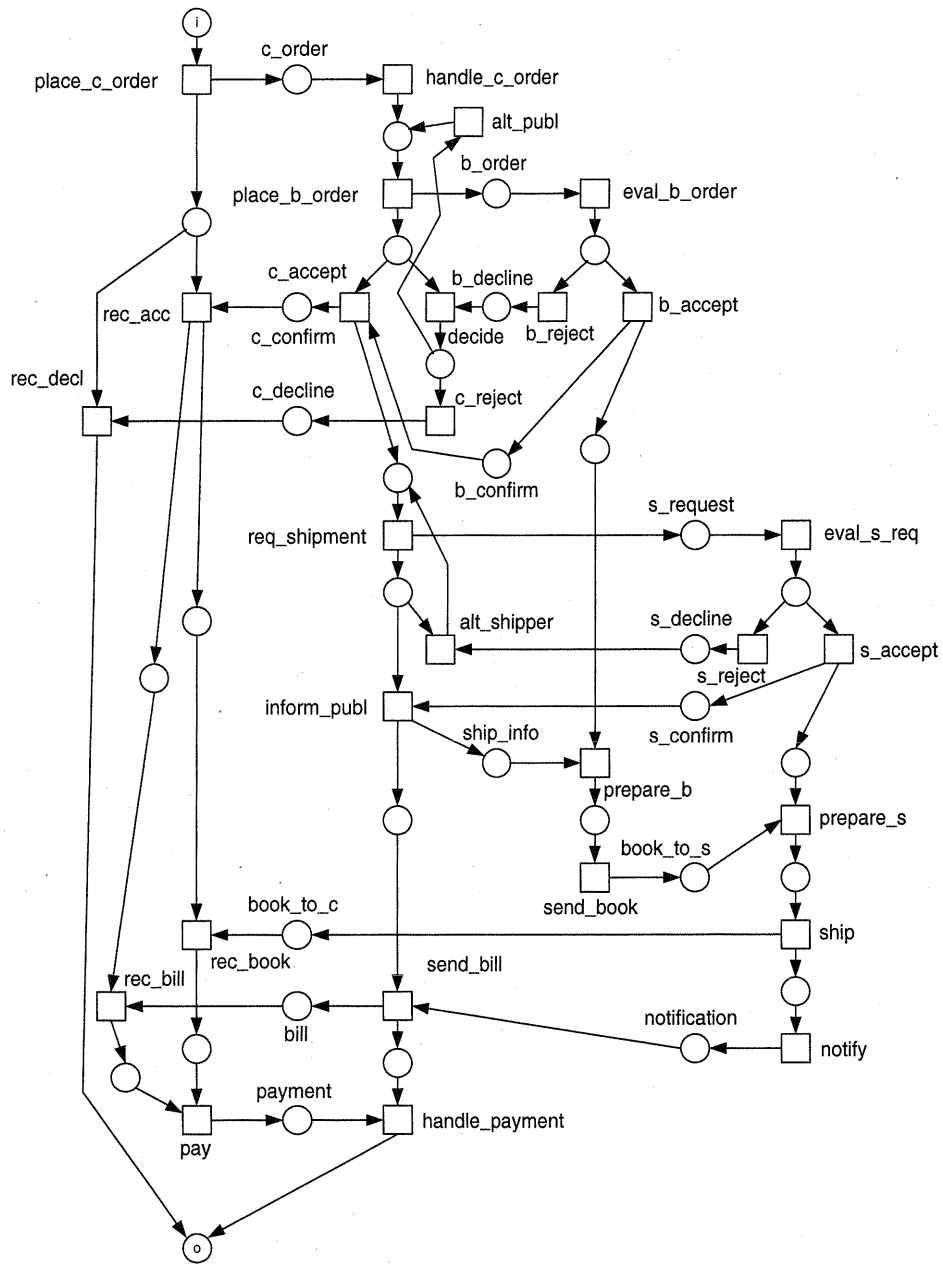 i
c_order
place_c_order
handle_c_order
alt_publ
b_order
place_b_order
eval_b_order
c_accept
b_decline
rec_acc
b_accept
c_confirm
decide
b_reject
rec_decl
c_decline
c_reject
b_confirm
s_request
req_shipment
eval_s_req
alt_shipper
s_decline
s_accept
s_reject
inform_publ
ship_info
s_confirm
prepare_b
prepare_s
book_to_s
send_book
book_to_c
ship
rec_book
send_bill
rec_bill
bill
notification
notify
payment
handle_payment
pay
o